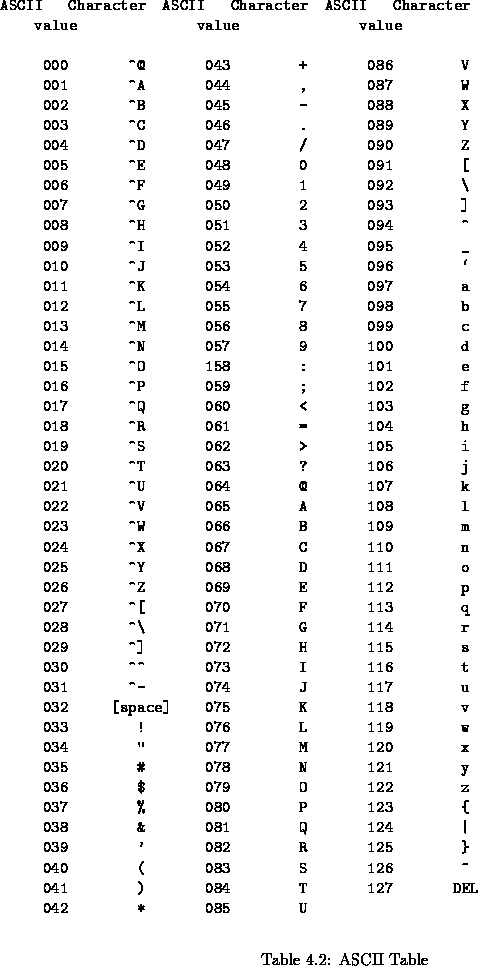 ASCII Character ASCII Character ASCII Character
value value value
000 ^@ 043 + 086 V
001 ^A 044 , 087 W
002 ^B 045 - 088 X
003 ^C 046 . 089 Y
004 ^D 047 / 090 Z
005 ^E 048 0 091 [
006 ^F 049 1 092 \
007 ^G 050 2 093 ]
008 ^H 051 3 094 ^
009 ^I 052 4 095 _
010 ^J 053 5 096 ‘
011 ^K 054 6 097 a
012 ^L 055 7 098 b
013 ^M 056 8 099 c
014 ^N 057 9 100 d
015 ^O 158 : 101 e
016 ^P 059 ; 102 f
017 ^Q 060 < 103 g
018 ^R 061 = 104 h
019 ^S 062 > 105 i
020 ^T 063 ? 106 j
021 ^U 064 @ 107 k
022 ^V 065 A 108 l
023 ^W 066 B 109 m
024 ^X 067 C 110 n
025 ^Y 068 D 111 o
026 ^Z 069 E 112 p
027 ^[ 070 F 113 q
028 ^\ 071 G 114 r
029 ^] 072 H 115 s
030 ^^ 073 I 116 t
031 ^- 074 J 117 u
032 [space] 075 K 118 v
033 ! 076 L 119 w
034 " 077 M 120 x
035 # 078 N 121 y
036 $ 079 O 122 z
037 % 080 P 123 {
038 & 081 Q 124 |
039 ’ 082 R 125 }
040 ( 083 S 126 ~
041 ) 084 T 127 DEL
042 * 085 U
Table 4.2: ASCII Table